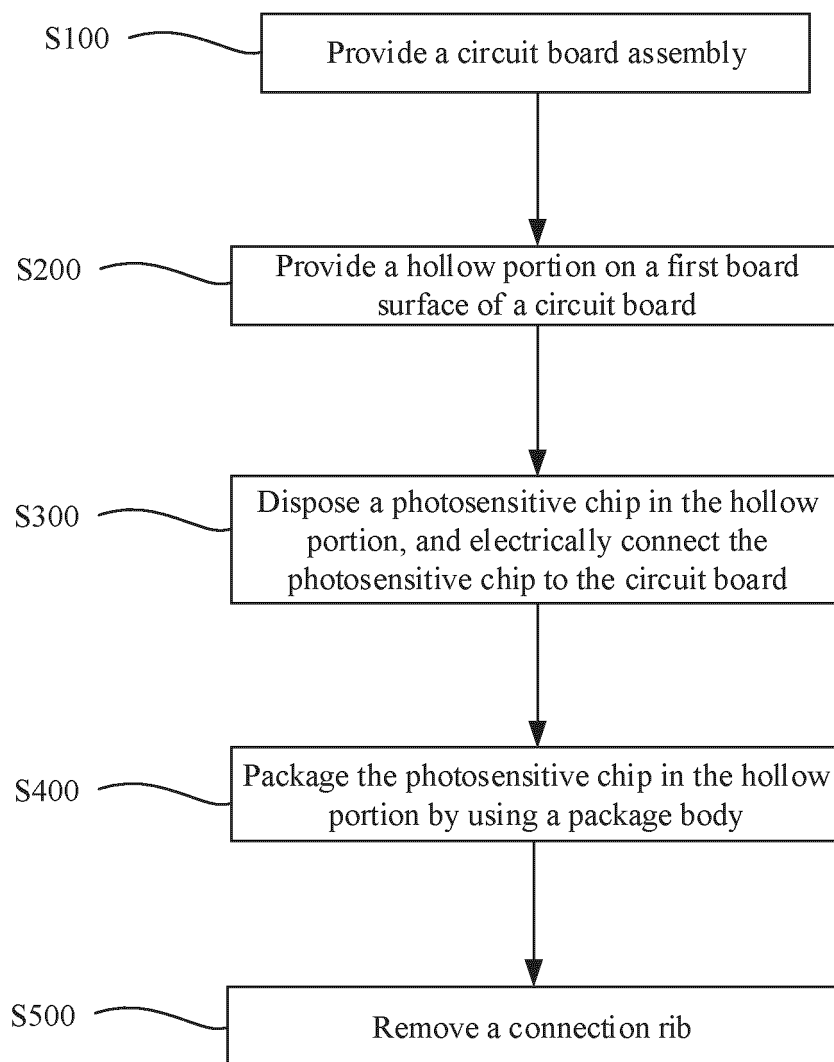 S100
Provide a circuit board assembly
S200
Provide a hollow portion on a first board
surface of a circuit board
S300
Dispose a photosensitive chip in the hollow
portion, and electrically connect the
photosensitive chip to the circuit board
S400
Package the photosensitive chip in the hollow
portion by using a package body
S500
Remove a connection rib